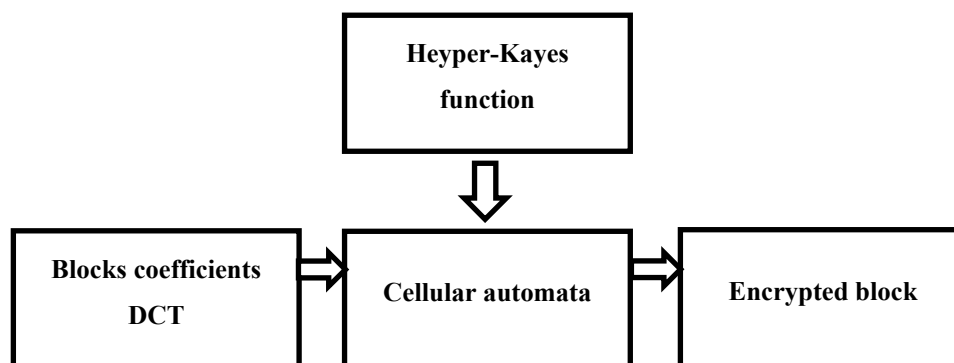 Heyper-Kayes
function
Blocks coefficients
DCT
Cellular automata
Encrypted block